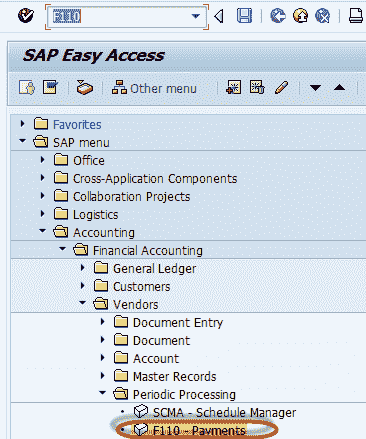 F110
SAP Easy Access
Other menu
Favorites
SAP menu
Office
Cross-Application Components
Collaboration Projects
Logistics
Accounting
Financial Accounting
General Ledger
Customers
Vendors
Document Entry
Document
Account
Master Records
Periodic Processing
SCMA - Schedule Manager
F110 - Payments